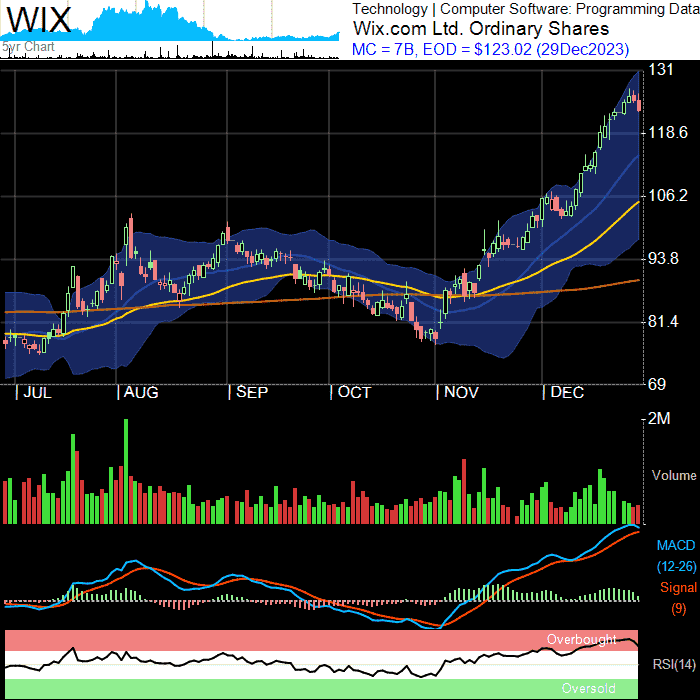 WIX
5yr Chart
Technology | Computer Software: Programming Data
Wix.com Ltd. Ordinary Shares
MC = 7B, EOD = $123.02 (29Dec2023)
131
118.6
106.2
93.8
81.4
69
| JUL | AUG | SEP | OCT | NOV | DEC
2M
Volume
MACD
(12-26)
Signal
(9)
Overbought
RSI(14)
Oversold